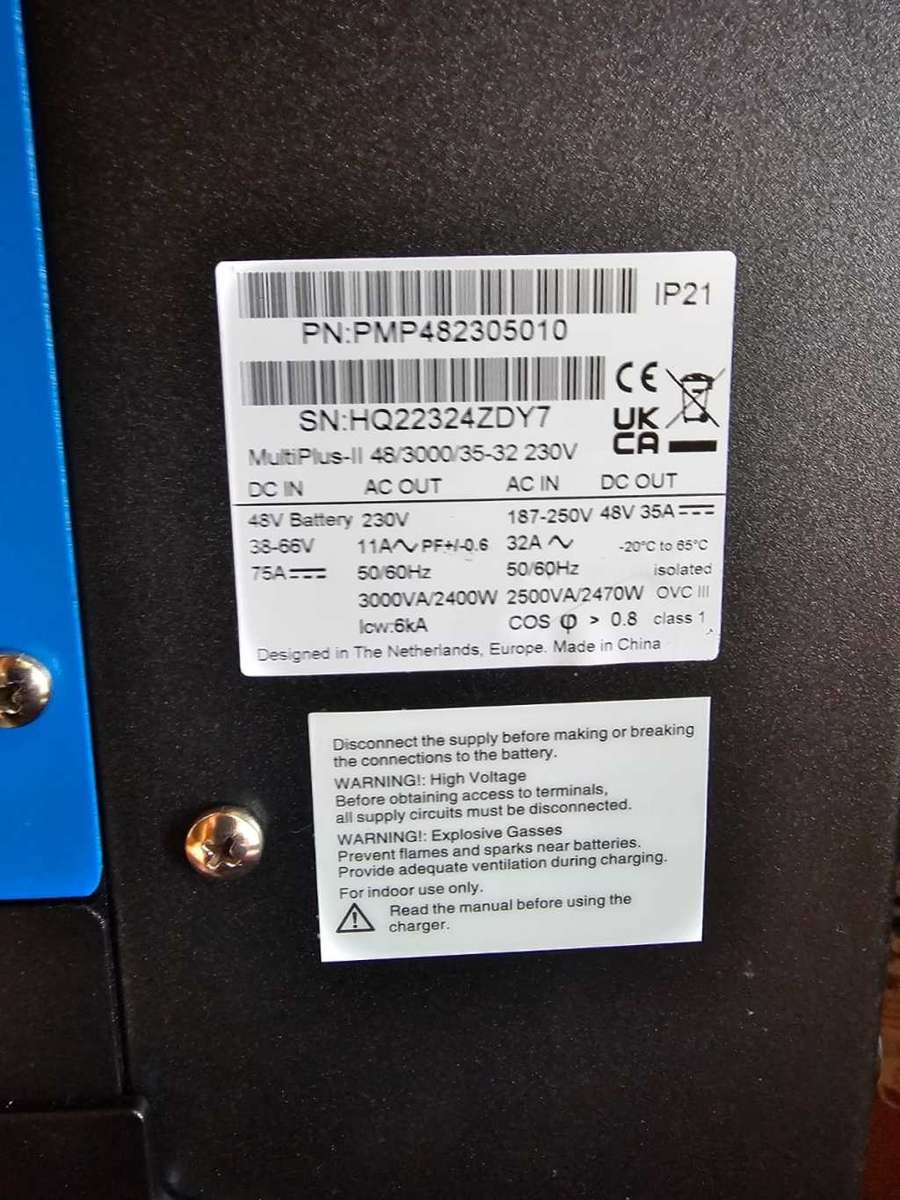 IP21
PN:PMP482305010
CE
SN:HQ22324ZDY7
UK
CA
MultiPlus-II 48/3000/35-32 230V
DC IN AC OUT AC IN DC OUT
48V Battery 230V 187-250V 48V 35A
38-66V 11A PF+/-0.6 32A -20°C to 65°C
75A 50/60Hz 50/60Hz isolated
3000VA/2400W 2500VA/2470W OVC III
Icw:6kA COS φ > 0.8 class 1
Designed in The Netherlands, Europe. Made in China
Disconnect the supply before making or breaking
the connections to the battery.
WARNING!: High Voltage
Before obtaining access to terminals,
all supply circuits must be disconnected.
WARNING!: Explosive Gasses
Prevent flames and sparks near batteries.
Provide adequate ventilation during charging.
For indoor use only.
Read the manual before using the
charger.